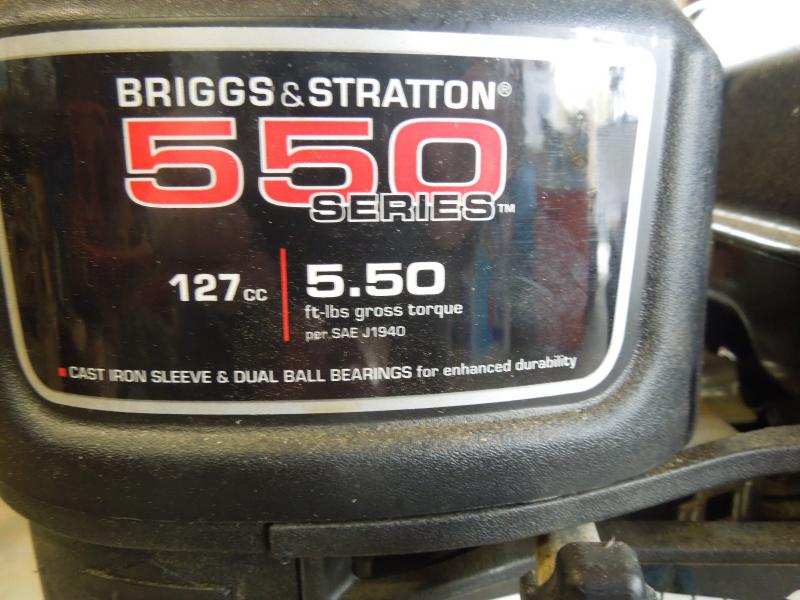 BRIGGS & STRATTON®
550
SERIES™
127cc
5.50
ft-lbs gross torque
per SAE J1940
▪ CAST IRON SLEEVE & DUAL BALL BEARINGS for enhanced durability